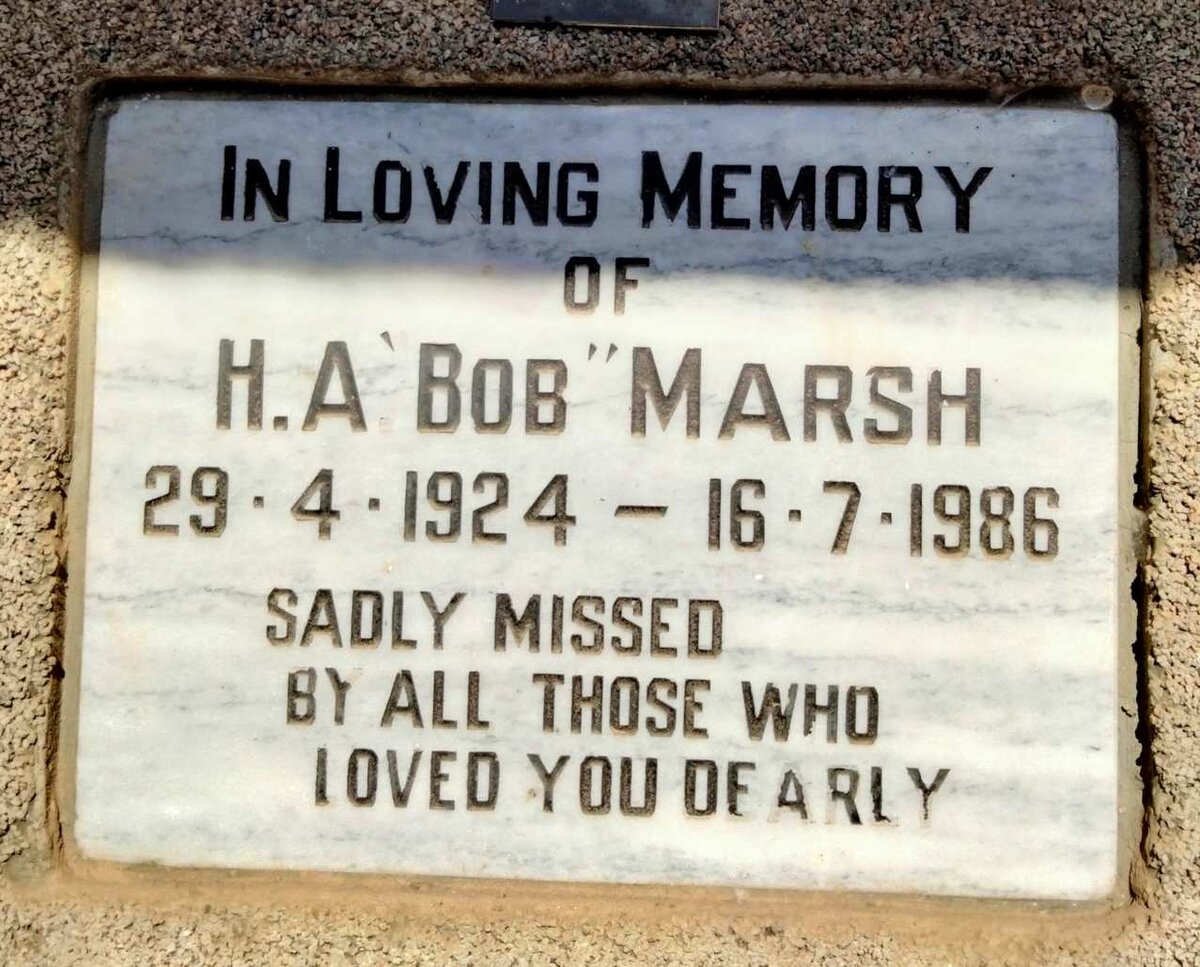 IN LOVING MEMORY
OF
H.A. "BOB" MARSH
29·4·1924 – 16·7·1986
SADLY MISSED
BY ALL THOSE WHO
LOVED YOU DEARLY